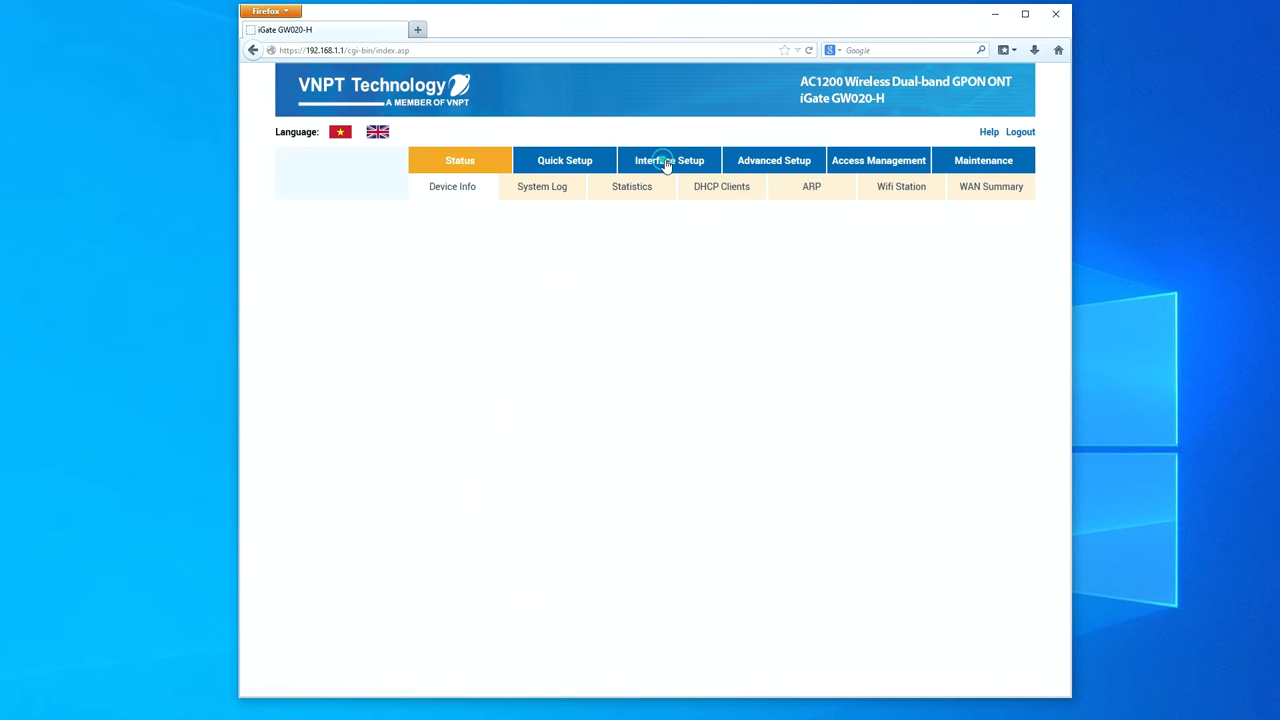 Firefox
iGate GW020-H
https://192.168.1.1/cgi-bin/index.asp
Google
VNPT Technology
A MEMBER OF VNPT
AC1200 Wireless Dual-band GPON ONT
iGate GW020-H
Language:
Help Logout
Status Quick Setup Interface Setup Advanced Setup Access Management Maintenance
Device Info System Log Statistics DHCP Clients ARP Wifi Station WAN Summary